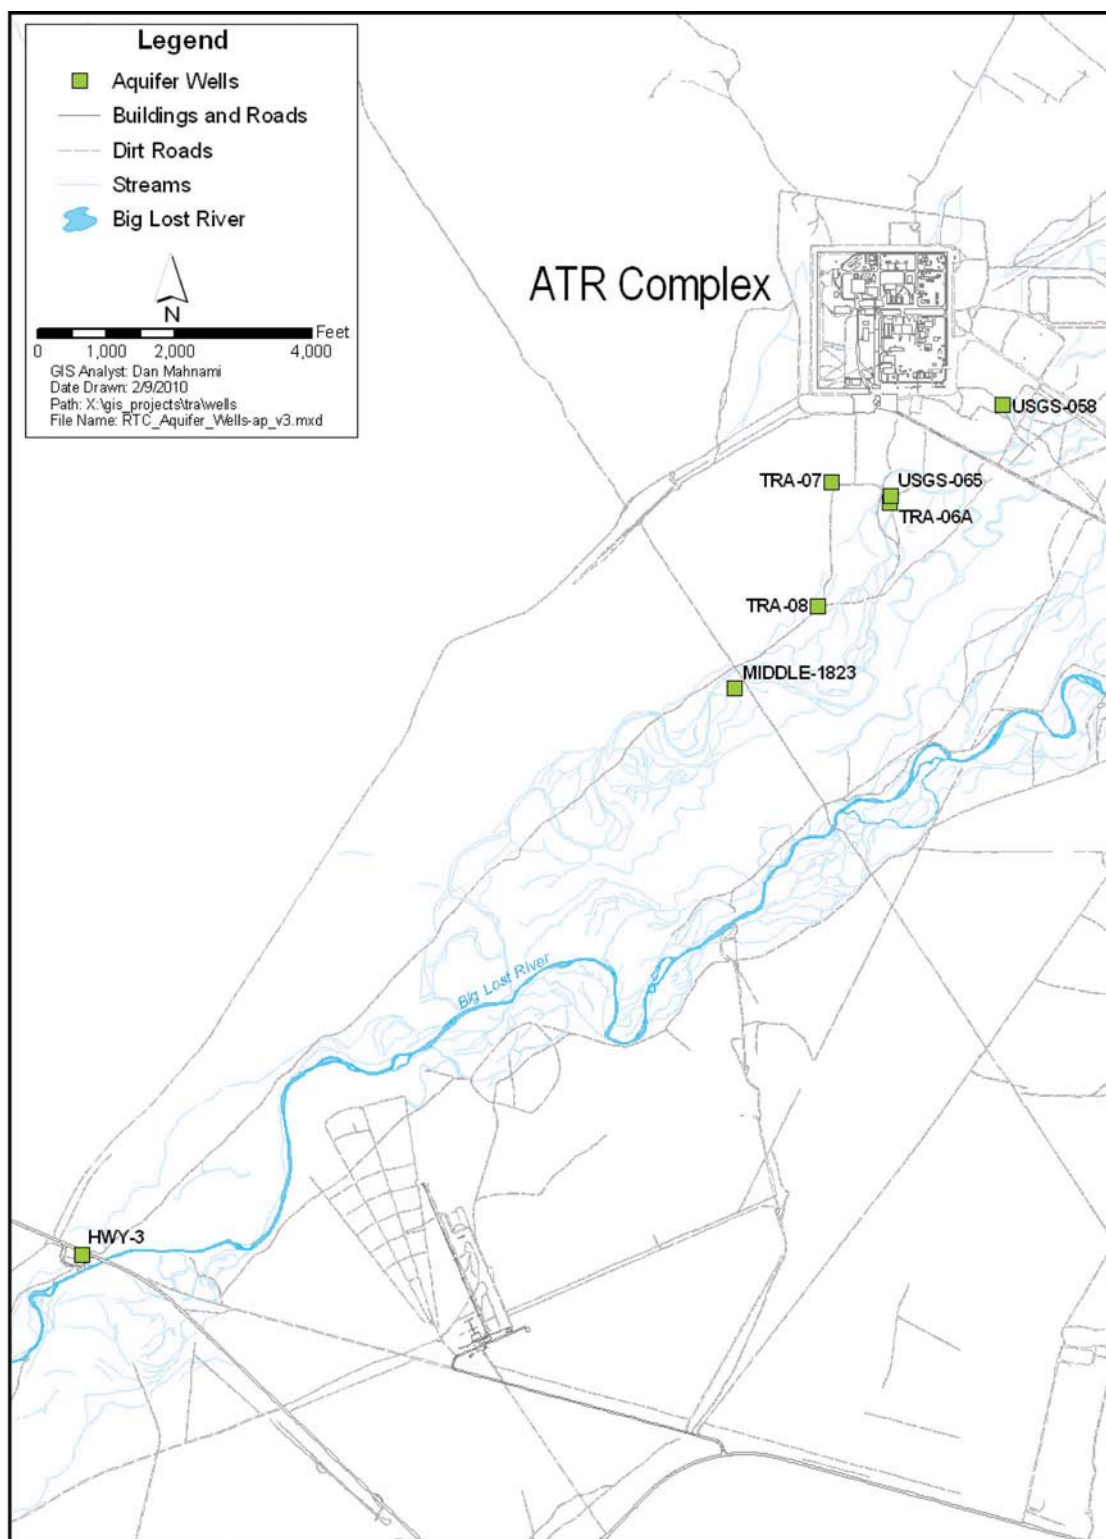 Legend
Aquifer Wells
Buildings and Roads
Dirt Roads
Streams
Big Lost River
N
Feet
0 1,000 2,000 4,000
GIS Analyst: Dan Mahnami
Date Drawn: 2/9/2010
Path: X:\gis_projects\tra\wells
File Name: RTC_Aquifer_Wells-ap_v3.mxd
ATR Complex
USGS-058
TRA-07
USGS-065
TRA-06A
TRA-08
MIDDLE-1823
Big Lost River
HWY-3